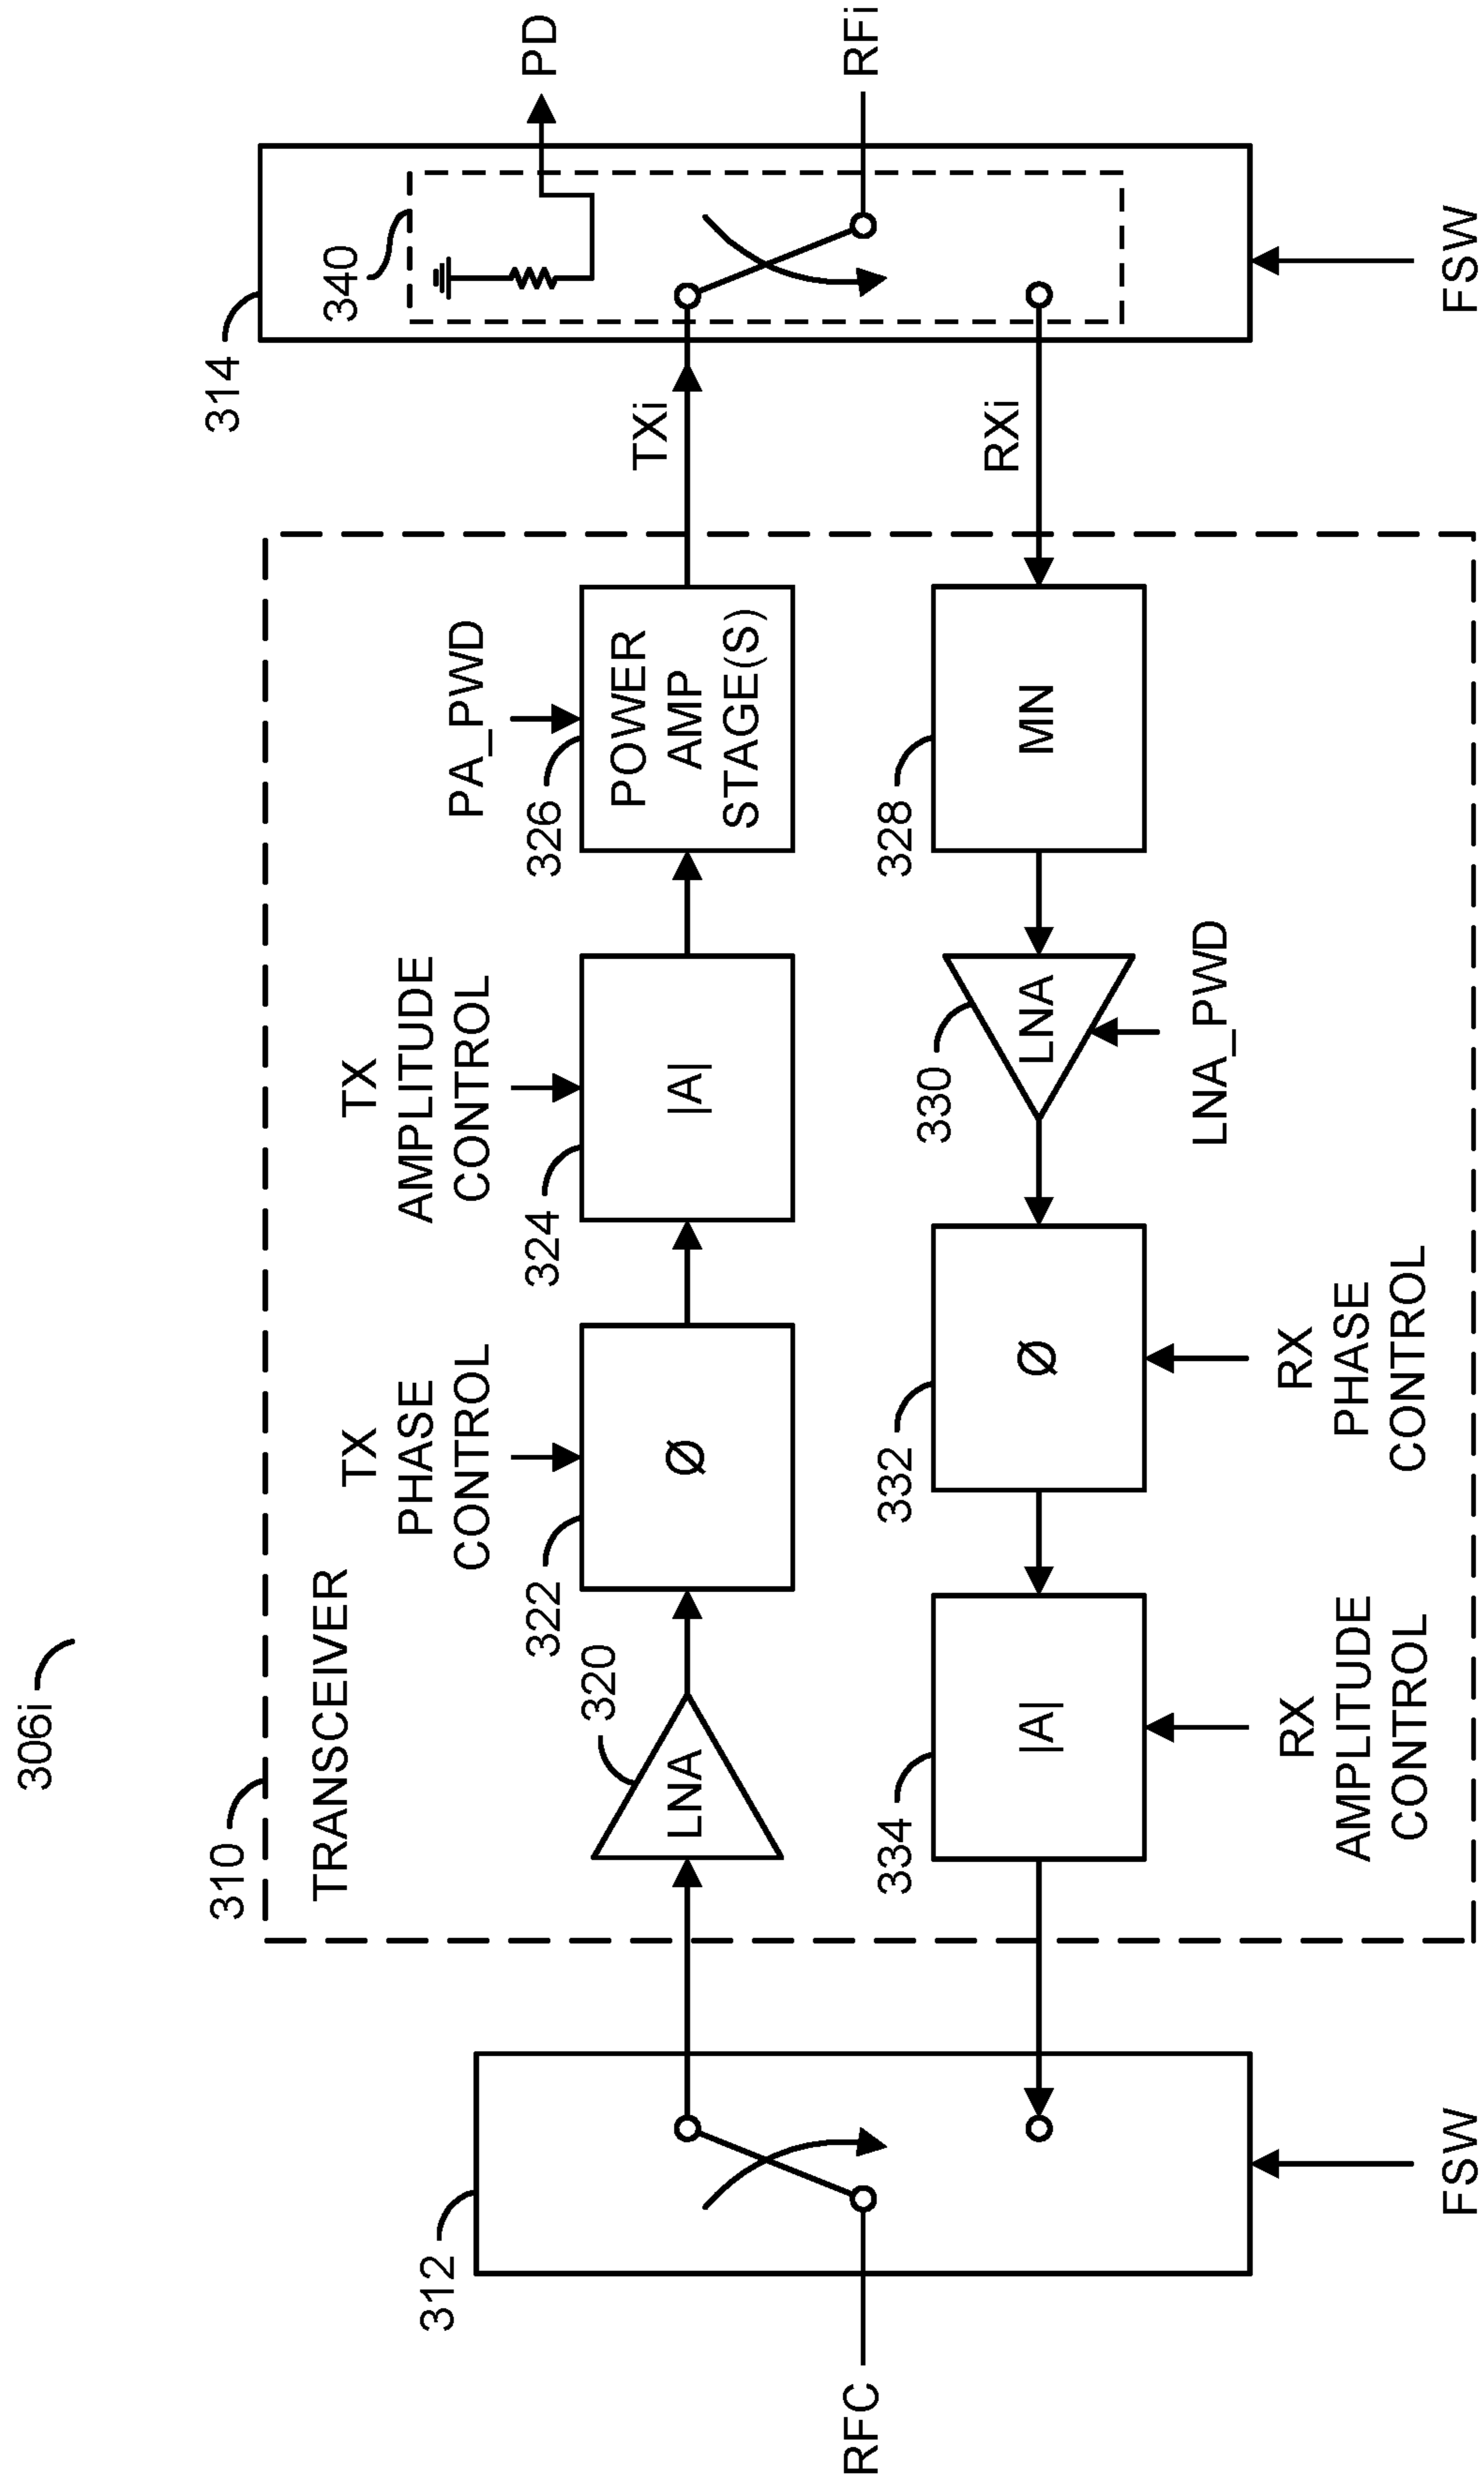 306i
310
TRANSCEIVER
TX
PHASE
CONTROL
TX
AMPLITUDE
CONTROL
PA_PWD
314
340
PD
312
RFC
320
LNA
322
Ø
324
|A|
326
POWER
AMP
STAGE(S)
TXi
RFi
334
|A|
332
Ø
330
LNA
328
MN
RXi
LNA_PWD
RX
AMPLITUDE
CONTROL
RX
PHASE
CONTROL
FSW
FSW